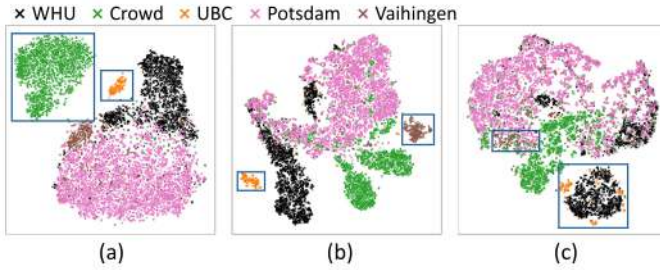 × WHU × Crowd × UBC × Potsdam × Vaihingen
(a) (b) (c)